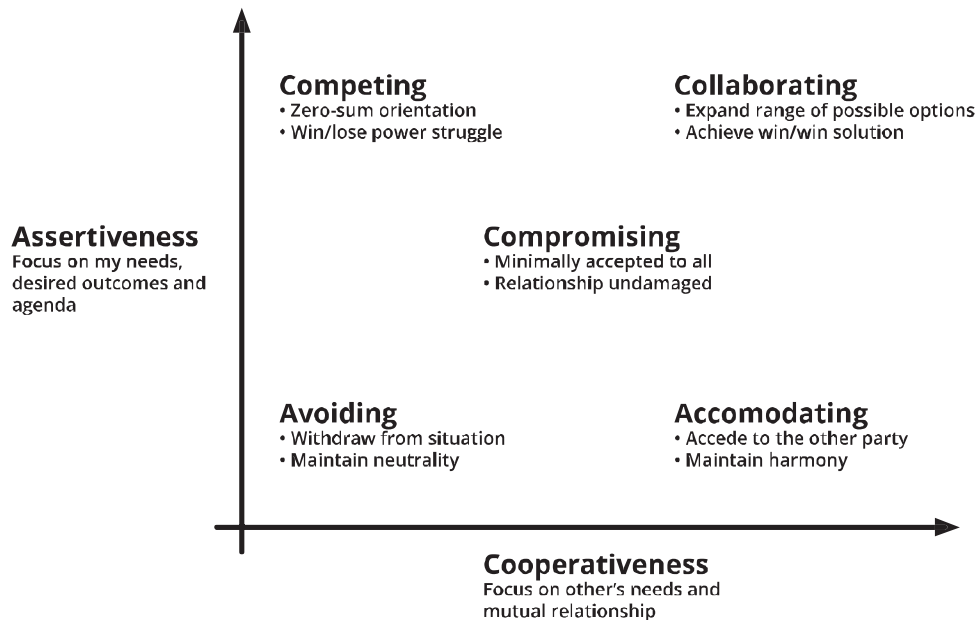 Competing
• Zero-sum orientation
• Win/lose power struggle
Collaborating
• Expand range of possible options
• Achieve win/win solution
Assertiveness
Focus on my needs,
desired outcomes and
agenda
Compromising
• Minimally accepted to all
• Relationship undamaged
Avoiding
• Withdraw from situation
• Maintain neutrality
Accomodating
• Accede to the other party
• Maintain harmony
Cooperativeness
Focus on other's needs and
mutual relationship